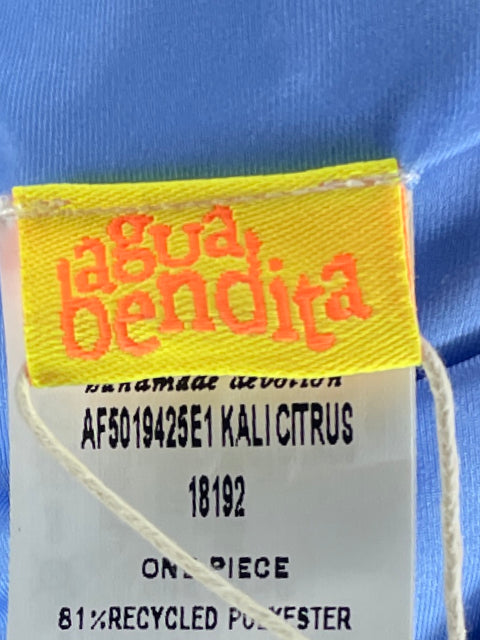 agua
bendita
handmade devotion
AF5019425E1 KALI CITRUS
18192
ONE PIECE
81%RECYCLED POLYESTER